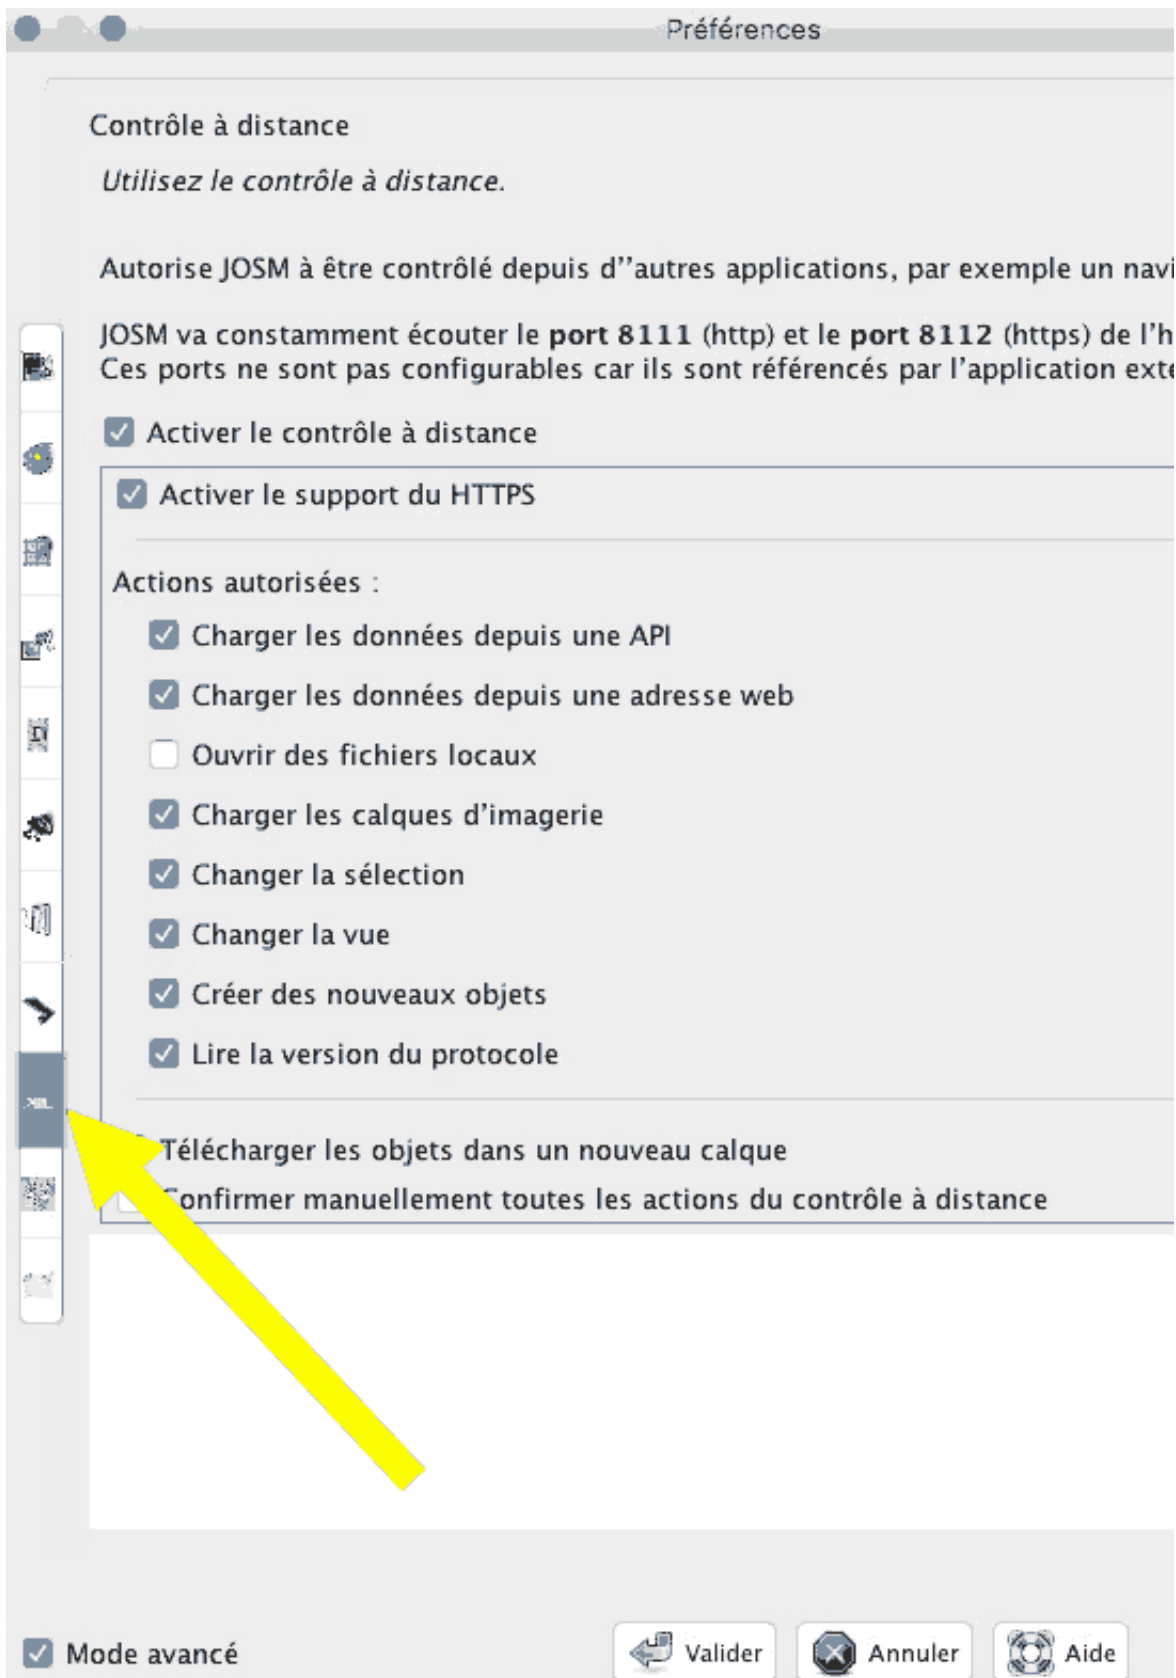 Préférences
Contrôle à distance
Utilisez le contrôle à distance.
Autorise JOSM à être contrôlé depuis d''autres applications, par exemple un navi
JOSM va constamment écouter le port 8111 (http) et le port 8112 (https) de l'h
Ces ports ne sont pas configurables car ils sont référencés par l'application exte
Activer le contrôle à distance
Activer le support du HTTPS
Actions autorisées :
Charger les données depuis une API
Charger les données depuis une adresse web
Ouvrir des fichiers locaux
Charger les calques d'imagerie
Changer la sélection
Changer la vue
Créer des nouveaux objets
Lire la version du protocole
Télécharger les objets dans un nouveau calque
Confirmer manuellement toutes les actions du contrôle à distance
Mode avancé
Valider
Annuler
Aide